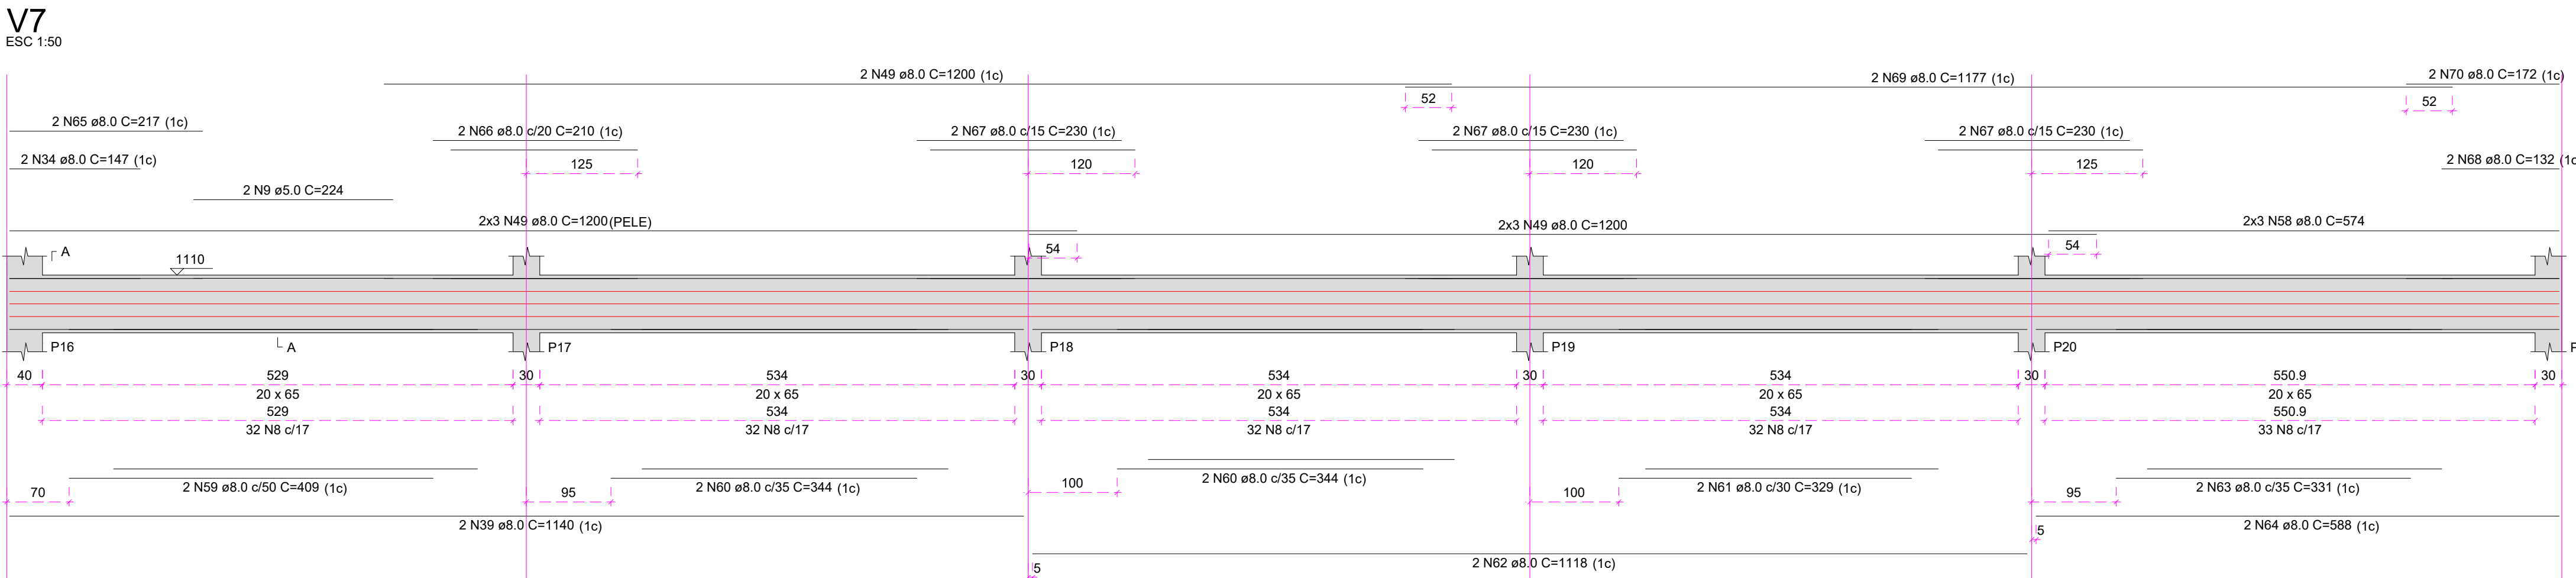 V7
ESC 1:50
2 N49 ø8.0 C=1200 (1c)
2 N69 ø8.0 C=1177 (1c)
2 N70 ø8.0 C=172 (1c)
52
52
2 N65 ø8.0 C=217 (1c)
2 N66 ø8.0 c/20 C=210 (1c)
2 N67 ø8.0 c/15 C=230 (1c)
2 N67 ø8.0 c/15 C=230 (1c)
2 N67 ø8.0 c/15 C=230 (1c)
2 N34 ø8.0 C=147 (1c)
125
120
120
125
2 N68 ø8.0 C=132 (1c
2 N9 ø5.0 C=224
2x3 N49 ø8.0 C=1200(PELE)
2x3 N49 ø8.0 C=1200
2x3 N58 ø8.0 C=574
54
54
A
1110
P16
A
P17
P18
P19
P20
P
40
529
30
534
30
534
30
534
30
550.9
30
20 x 65
20 x 65
20 x 65
20 x 65
20 x 65
529
534
534
534
550.9
32 N8 c/17
32 N8 c/17
32 N8 c/17
32 N8 c/17
33 N8 c/17
70
2 N59 ø8.0 c/50 C=409 (1c)
95
2 N60 ø8.0 c/35 C=344 (1c)
100
2 N60 ø8.0 c/35 C=344 (1c)
100
2 N61 ø8.0 c/30 C=329 (1c)
95
2 N63 ø8.0 c/35 C=331 (1c)
2 N39 ø8.0 C=1140 (1c)
2 N64 ø8.0 C=588 (1c)
5
2 N62 ø8.0 C=1118 (1c)
5